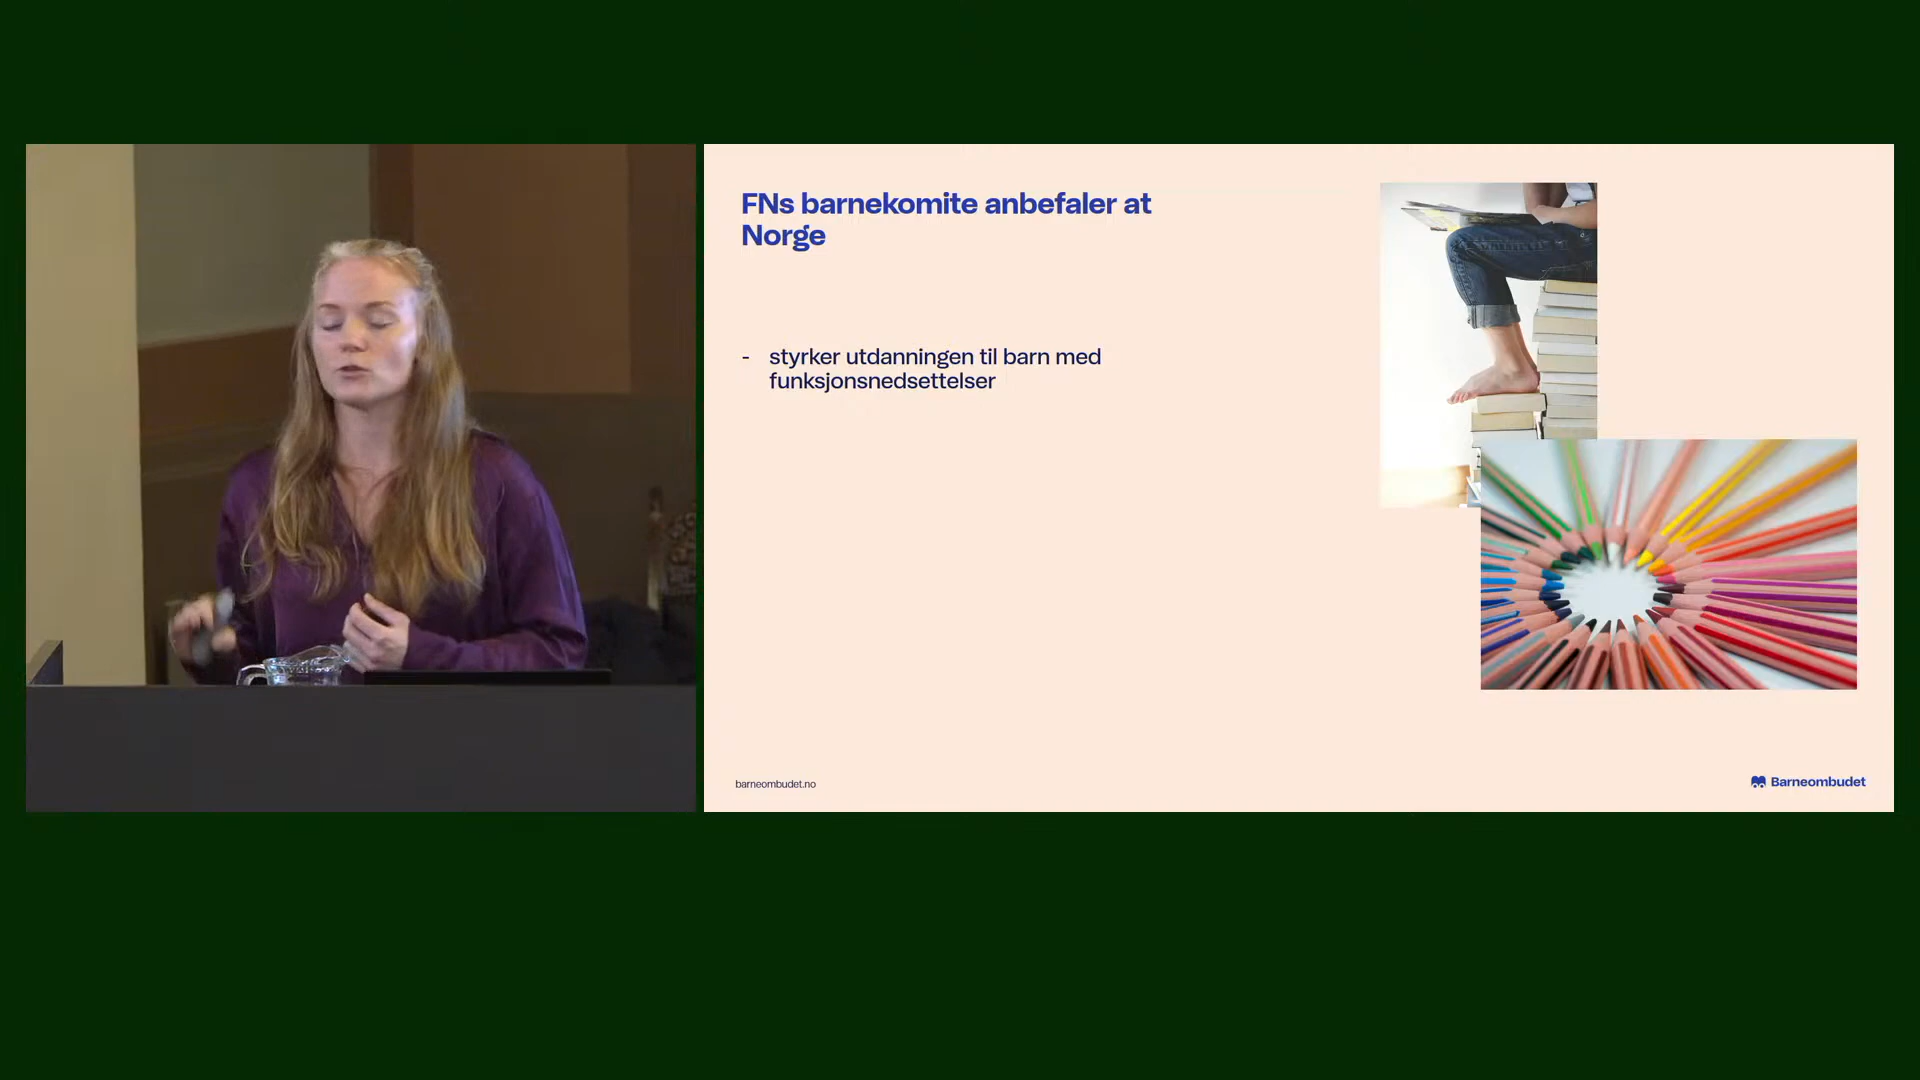 FNs barnekomite anbefaler at
Norge
- styrker utdanningen til barn med
funksjonsnedsettelser
barneombudet.no
Barneombudet